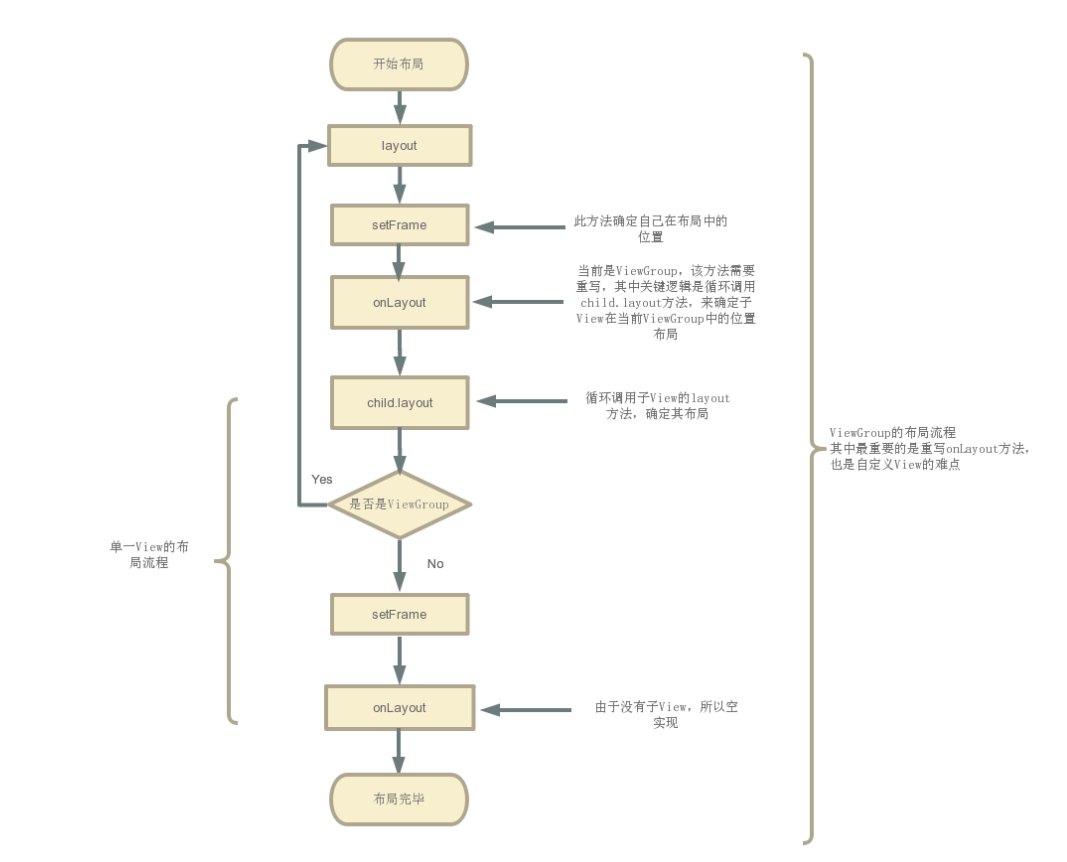 开始布局
layout
setFrame
此方法确定自己在布局中的
位置
onLayout
当前是ViewGroup，该方法需要
重写，其中关键逻辑是循环调用
child.layout方法，来确定子
View在当前ViewGroup中的位置
布局
child.layout
循环调用子View的layout
方法，确定其布局
ViewGroup的布局流程
其中最重要的是重写onLayout方法，
也是自定义View的难点
Yes
是否是ViewGroup
单一View的布
局流程
No
setFrame
onLayout
由于没有子View，所以空
实现
布局完毕